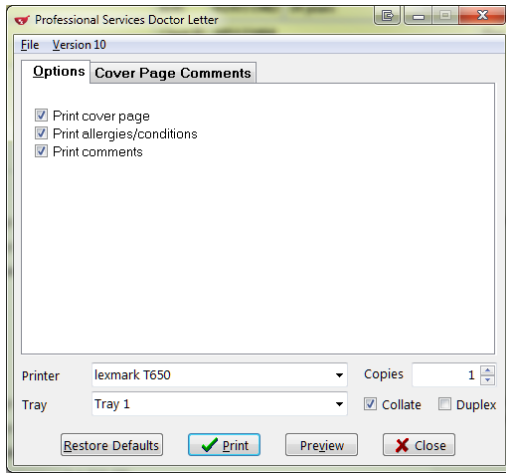 Professional Services Doctor Letter
File Version 10
Options Cover Page Comments
Print cover page
Print allergies/conditions
Print comments
Printer lexmark T650 Copies 1
Tray Tray 1 Collate Duplex
Restore Defaults Print Preview Close